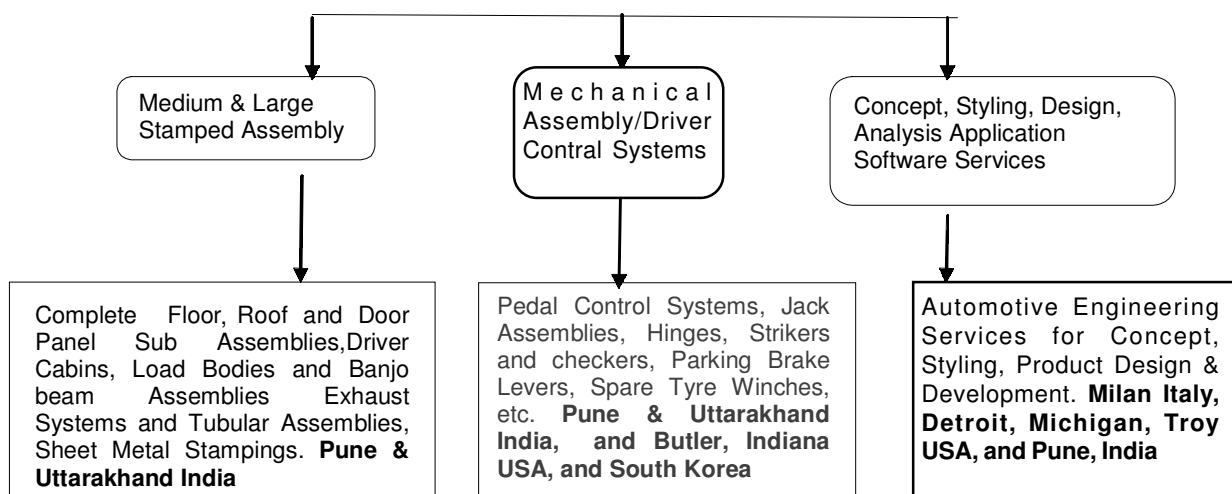 Medium & Large
Stamped Assembly
Mechanical
Assembly/Driver
Contral Systems
Concept, Styling, Design,
Analysis Application
Software Services
Complete Floor, Roof and Door
Panel Sub Assemblies,Driver
Cabins, Load Bodies and Banjo
beam Assemblies Exhaust
Systems and Tubular Assemblies,
Sheet Metal Stampings. Pune &
Uttarakhand India
Pedal Control Systems, Jack
Assemblies, Hinges, Strikers
and checkers, Parking Brake
Levers, Spare Tyre Winches,
etc. Pune & Uttarakhand
India, and Butler, Indiana
USA, and South Korea
Automotive Engineering
Services for Concept,
Styling, Product Design &
Development. Milan Italy,
Detroit, Michigan, Troy
USA, and Pune, India